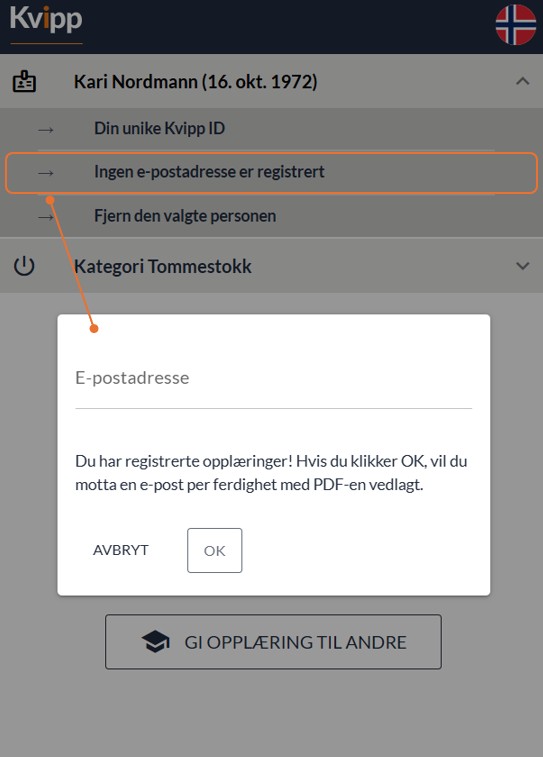 Kvipp
Kari Nordmann (16. okt. 1972)
Din unike Kvipp ID
Ingen e-postadresse er registrert
Fjern den valgte personen
Kategori Tommestokk
E-postadresse
Du har registrerte opplæringer! Hvis du klikker OK, vil du
motta en e-post per ferdighet med PDF-en vedlagt.
AVBRYT OK
GI OPPLÆRING TIL ANDRE